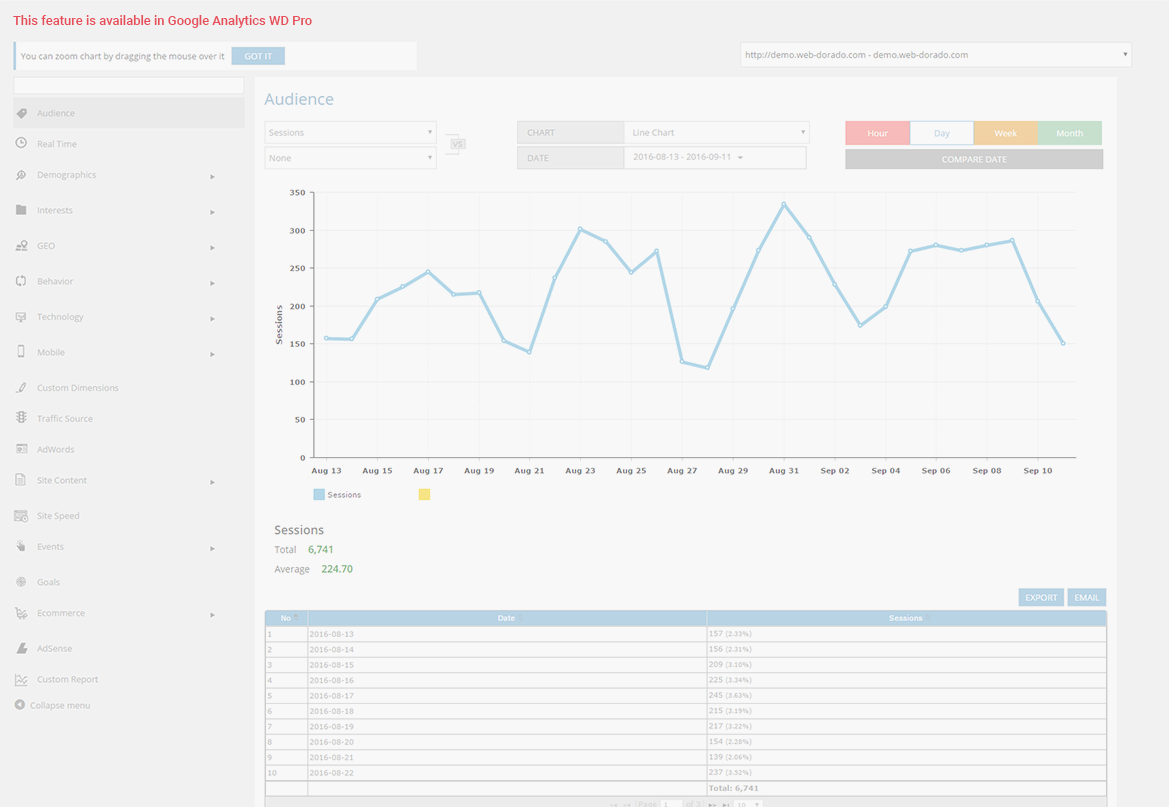 This feature is available in Google Analytics WD Pro
You can zoom chart by dragging the mouse over it GOT IT
http://demo.web-dorado.com - demo.web-dorado.com
Audience
Real Time
Demographics
Interests
GEO
Behavior
Technology
Mobile
Custom Dimensions
Traffic Source
AdWords
Site Content
Site Speed
Events
Goals
Ecommerce
AdSense
Custom Report
Collapse menu
Audience
Sessions
None
VS
CHART Line Chart
DATE 2016-08-13 - 2016-09-11
Hour Day Week Month
COMPARE DATE
350
300
250
200
150
100
50
0
Sessions
Aug 13 Aug 15 Aug 17 Aug 19 Aug 21 Aug 23 Aug 25 Aug 27 Aug 29 Aug 31 Sep 02 Sep 04 Sep 06 Sep 08 Sep 10
Sessions
Sessions
Total 6,741
Average 224.70
EXPORT EMAIL
No Date Sessions
1 2016-08-13 157 (2.33%)
2 2016-08-14 156 (2.31%)
3 2016-08-15 209 (3.10%)
4 2016-08-16 225 (3.34%)
5 2016-08-17 245 (3.63%)
6 2016-08-18 215 (3.19%)
7 2016-08-19 217 (3.22%)
8 2016-08-20 154 (2.28%)
9 2016-08-21 139 (2.06%)
10 2016-08-22 237 (3.52%)
Total: 6,741
Page 1 of 3 10